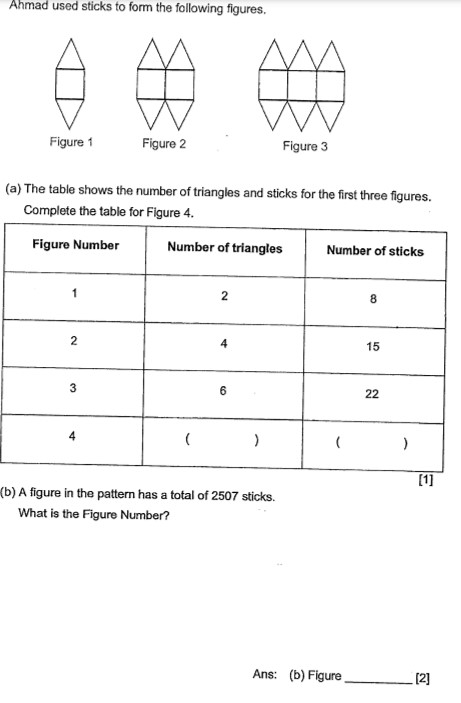 Ahmad used sticks to form the following figures.
Figure 1 Figure 2 Figure 3
(a) The table shows the number of triangles and sticks for the first three figures.
Complete the table for Figure 4.
Figure Number Number of triangles Number of sticks
1 2 8
2 4 15
3 6 22
4 ( ) ( )
[1]
(b) A figure in the pattern has a total of 2507 sticks.
What is the Figure Number?
Ans: (b) Figure ________ [2]